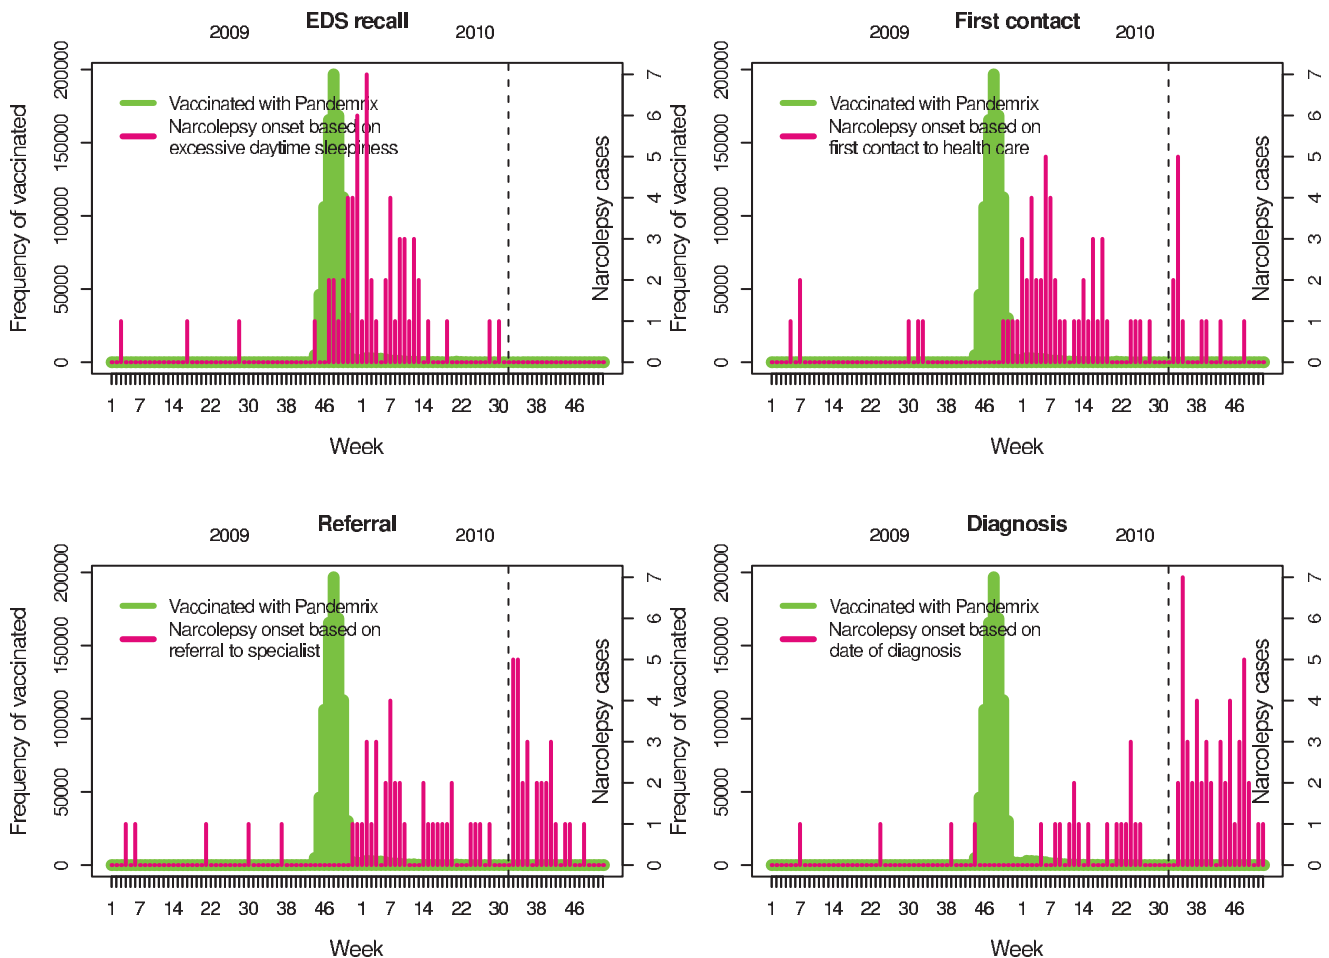 EDS recall
2009 2010
Frequency of vaccinated
0 50000 100000 150000 200000
Vaccinated with Pandemrix
Narcolepsy onset based on
excessive daytime sleepiness
Narcolepsy cases
0 1 2 3 4 5 6 7
1 7 14 22 30 38 46 1 7 14 22 30 38 46
Week
First contact
2009 2010
Frequency of vaccinated
0 50000 100000 150000 200000
Vaccinated with Pandemrix
Narcolepsy onset based on
first contact to health care
Narcolepsy cases
0 1 2 3 4 5 6 7
1 7 14 22 30 38 46 1 7 14 22 30 38 46
Week
Referral
2009 2010
Frequency of vaccinated
0 50000 100000 150000 200000
Vaccinated with Pandemrix
Narcolepsy onset based on
referral to specialist
Narcolepsy cases
0 1 2 3 4 5 6 7
1 7 14 22 30 38 46 1 7 14 22 30 38 46
Week
Diagnosis
2009 2010
Frequency of vaccinated
0 50000 100000 150000 200000
Vaccinated with Pandemrix
Narcolepsy onset based on
date of diagnosis
Narcolepsy cases
0 1 2 3 4 5 6 7
1 7 14 22 30 38 46 1 7 14 22 30 38 46
Week